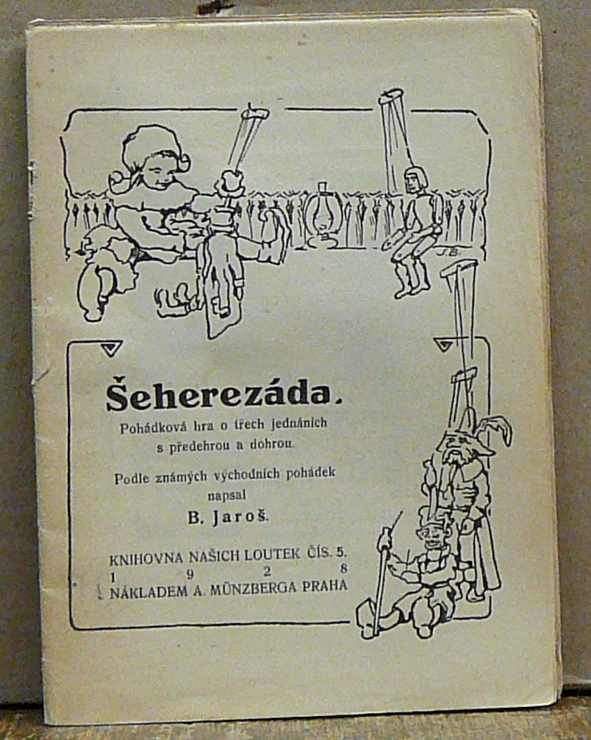 J.B.
Šeherezáda.
Pohádková hra o třech jednáních
s předehrou a dohrou.
Podle známých východních pohádek
napsal
B. Jaroš.
KNIHOVNA NAŠICH LOUTEK ČÍS. 5.
1 9 2 8
NÁKLADEM A. MÜNZBERGA PRAHA